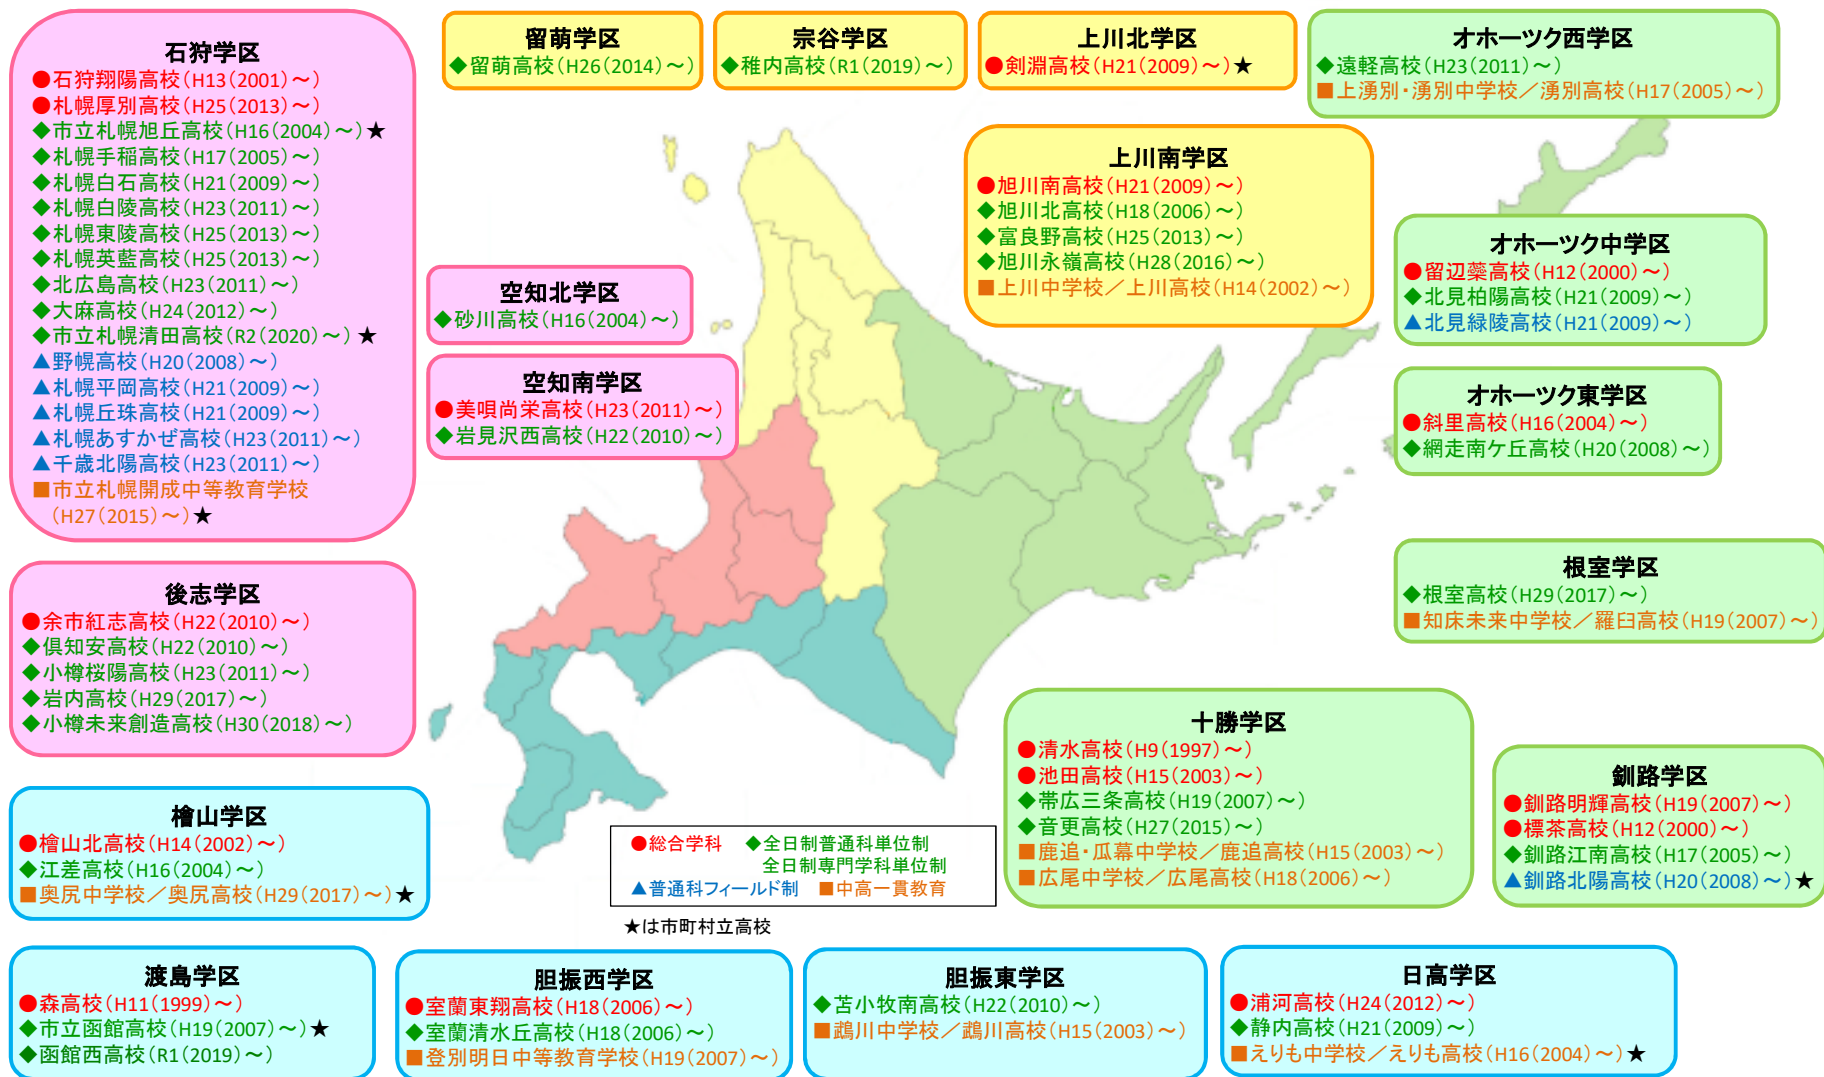 石狩学区
●石狩翔陽高校(H13(2001)～)
●札幌厚別高校(H25(2013)～)
◆市立札幌旭丘高校(H16(2004)～)★
◆札幌手稲高校(H17(2005)～)
◆札幌白石高校(H21(2009)～)
◆札幌白陵高校(H23(2011)～)
◆札幌東陵高校(H25(2013)～)
◆札幌英藍高校(H25(2013)～)
◆北広島高校(H23(2011)～)
◆大麻高校(H24(2012)～)
◆市立札幌清田高校(R2(2020)～)★
▲野幌高校(H20(2008)～)
▲札幌平岡高校(H21(2009)～)
▲札幌丘珠高校(H21(2009)～)
▲札幌あすかぜ高校(H23(2011)～)
▲千歳北陽高校(H23(2011)～)
■市立札幌開成中等教育学校
(H27(2015)～)★
留萌学区
◆留萌高校(H26(2014)～)
宗谷学区
◆稚内高校(R1(2019)～)
上川北学区
●剣淵高校(H21(2009)～)★
オホーツク西学区
◆遠軽高校(H23(2011)～)
■上湧別・湧別中学校／湧別高校(H17(2005)～)
上川南学区
●旭川南高校(H21(2009)～)
◆旭川北高校(H18(2006)～)
◆富良野高校(H25(2013)～)
◆旭川永嶺高校(H28(2016)～)
■上川中学校／上川高校(H14(2002)～)
オホーツク中学区
●留辺蘂高校(H12(2000)～)
◆北見柏陽高校(H21(2009)～)
▲北見緑陵高校(H21(2009)～)
空知北学区
◆砂川高校(H16(2004)～)
空知南学区
●美唄尚栄高校(H23(2011)～)
◆岩見沢西高校(H22(2010)～)
オホーツク東学区
●斜里高校(H16(2004)～)
◆網走南ケ丘高校(H20(2008)～)
根室学区
◆根室高校(H29(2017)～)
■知床未来中学校／羅臼高校(H19(2007)～)
後志学区
●余市紅志高校(H22(2010)～)
◆倶知安高校(H22(2010)～)
◆小樽桜陽高校(H23(2011)～)
◆岩内高校(H29(2017)～)
◆小樽未来創造高校(H30(2018)～)
十勝学区
●清水高校(H9(1997)～)
●池田高校(H15(2003)～)
◆帯広三条高校(H19(2007)～)
◆音更高校(H27(2015)～)
■鹿追・瓜幕中学校／鹿追高校(H15(2003)～)
■広尾中学校／広尾高校(H18(2006)～)
釧路学区
●釧路明輝高校(H19(2007)～)
●標茶高校(H12(2000)～)
◆釧路江南高校(H17(2005)～)
▲釧路北陽高校(H20(2008)～)★
檜山学区
●檜山北高校(H14(2002)～)
◆江差高校(H16(2004)～)
■奥尻中学校／奥尻高校(H29(2017)～)★
●総合学科 ◆全日制普通科単位制
全日制専門学科単位制
▲普通科フィールド制 ■中高一貫教育
★は市町村立高校
渡島学区
●森高校(H11(1999)～)
◆市立函館高校(H19(2007)～)★
◆函館西高校(R1(2019)～)
胆振西学区
●室蘭東翔高校(H18(2006)～)
◆室蘭清水丘高校(H18(2006)～)
■登別明日中等教育学校(H19(2007)～)
胆振東学区
◆苫小牧南高校(H22(2010)～)
■鵡川中学校／鵡川高校(H15(2003)～)
日高学区
●浦河高校(H24(2012)～)
◆静内高校(H21(2009)～)
■えりも中学校／えりも高校(H16(2004)～)★